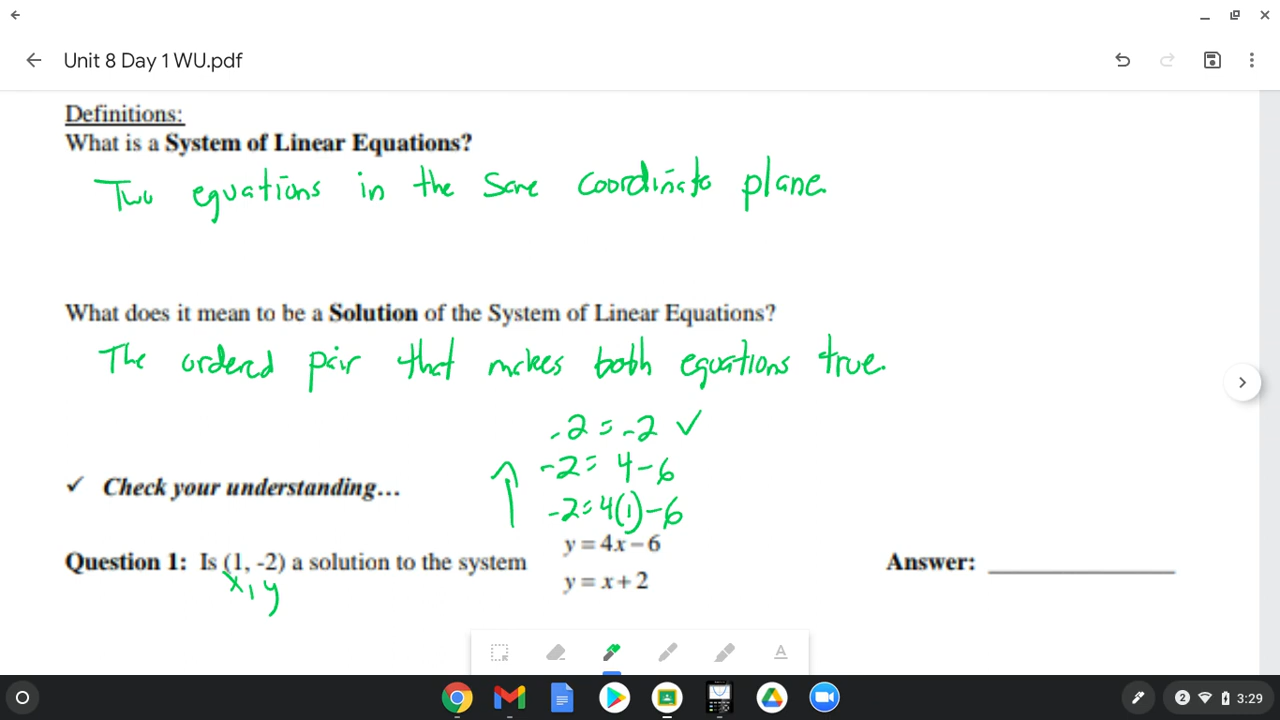 Unit 8 Day 1 WU.pdf
Definitions:
What is a System of Linear Equations?
Two equations in the same coordinate plane.
What does it mean to be a Solution of the System of Linear Equations?
The ordered pair that makes both equations true.
-2 = -2 ✓
-2 = 4 - 6
✓ Check your understanding...
-2 = 4(1) - 6
y = 4x - 6
Question 1: Is (1, -2) a solution to the system
Answer: ____________
y = x + 2
x, y
A
2
3:29